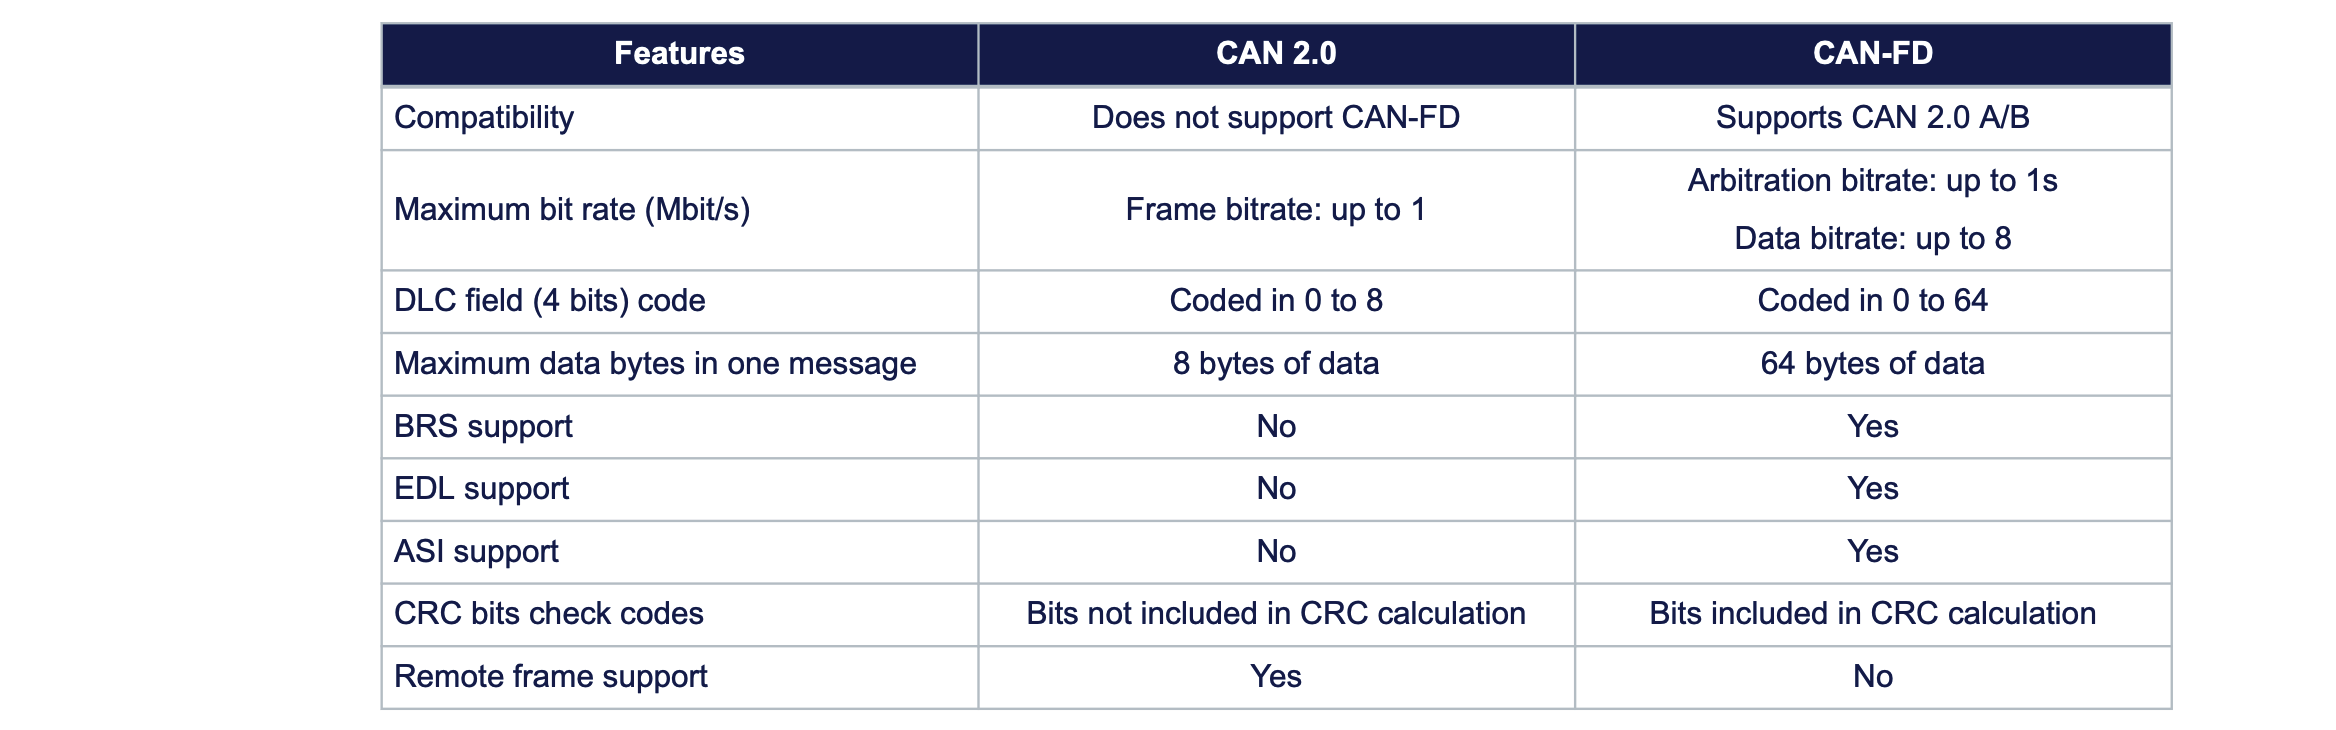 Features CAN 2.0 CAN-FD
Compatibility Does not support CAN-FD Supports CAN 2.0 A/B
Maximum bit rate (Mbit/s) Frame bitrate: up to 1 Arbitration bitrate: up to 1s
Data bitrate: up to 8
DLC field (4 bits) code Coded in 0 to 8 Coded in 0 to 64
Maximum data bytes in one message 8 bytes of data 64 bytes of data
BRS support No Yes
EDL support No Yes
ASI support No Yes
CRC bits check codes Bits not included in CRC calculation Bits included in CRC calculation
Remote frame support Yes No